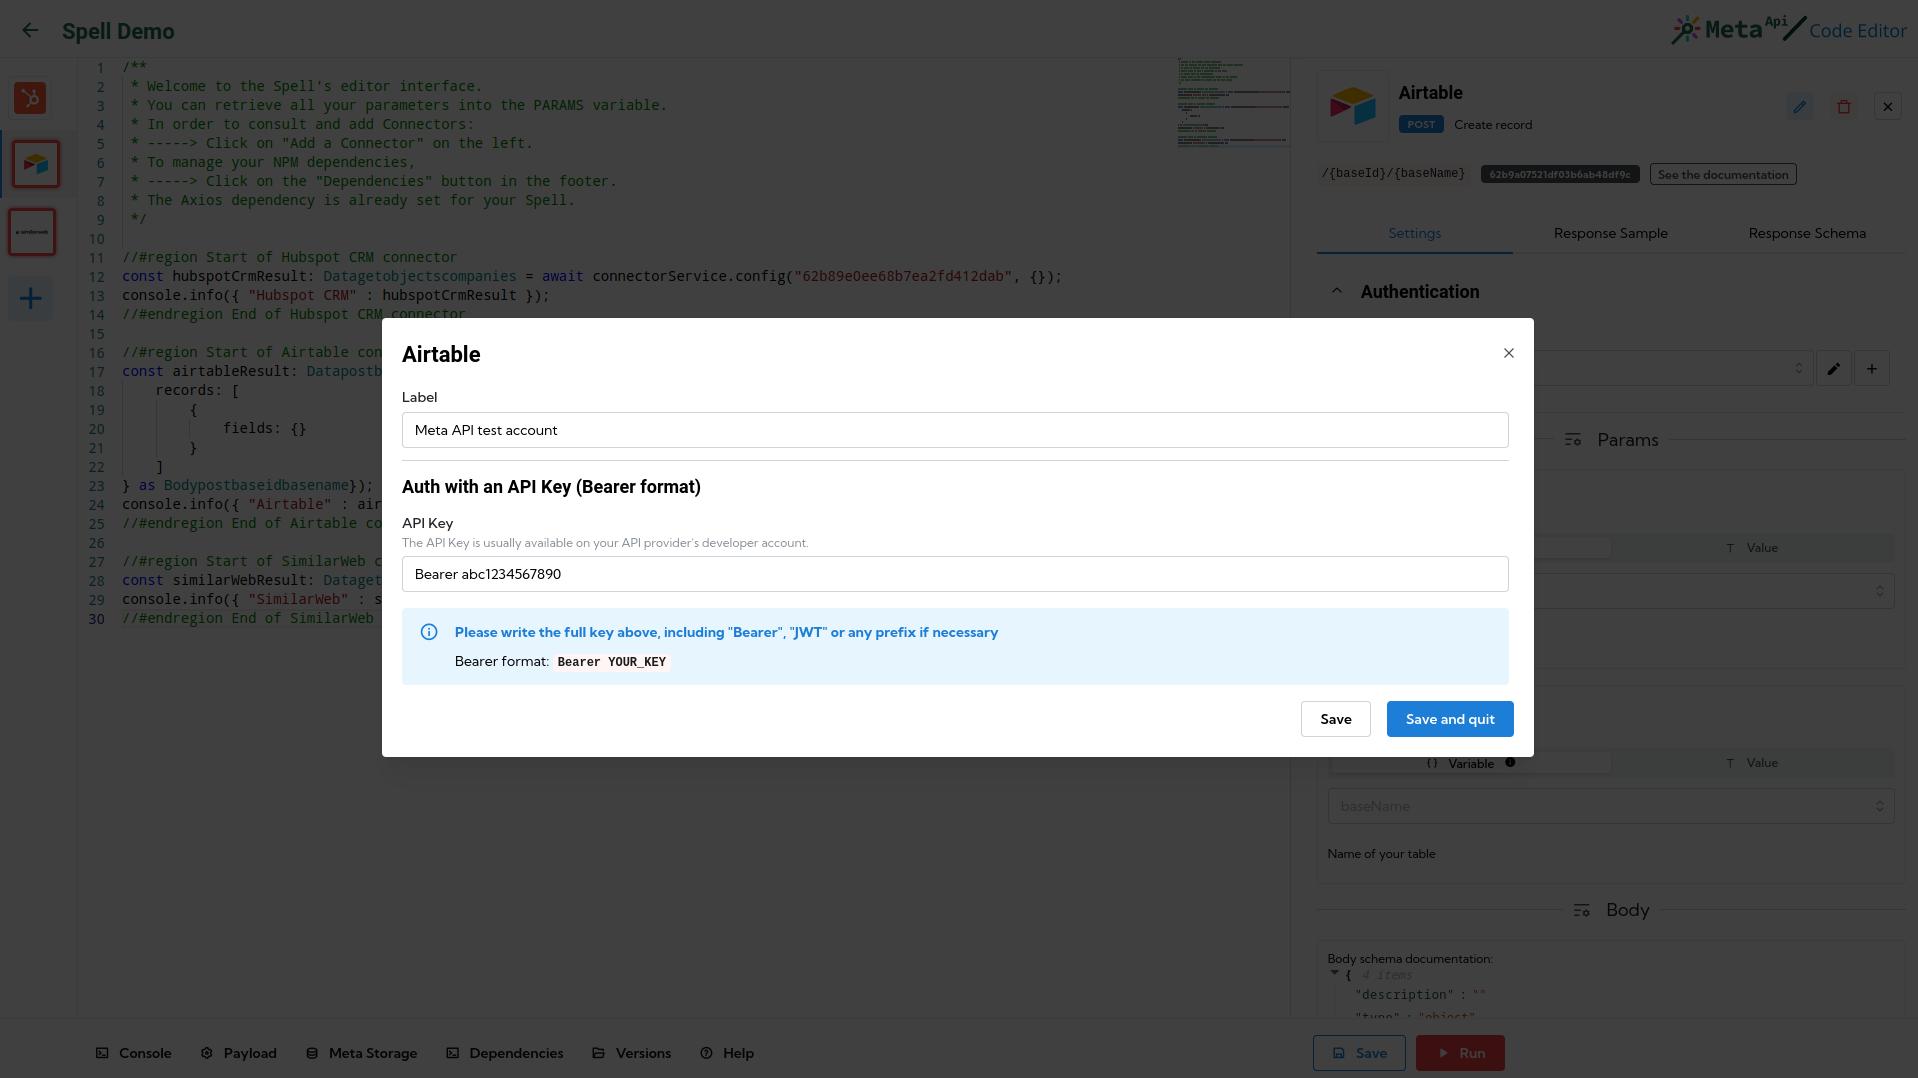 Spell Demo
Meta Api Code Editor
1 /**
2 * Welcome to the Spell's editor interface.
3 * You can retrieve all your parameters into the PARAMS variable.
4 * In order to consult and add Connectors:
5 * -----> Click on "Add a Connector" on the left.
6 * To manage your NPM dependencies,
7 * -----> Click on the "Dependencies" button in the footer.
8 * The Axios dependency is already set for your Spell.
9 */
10
11 //#region Start of Hubspot CRM connector
12 const hubspotCrmResult: Datagetobjectscompanies = await connectorService.config("62b89e0ee68b7ea2fd412dab", {});
13 console.info({ "Hubspot CRM" : hubspotCrmResult });
14 //#endregion End of Hubspot CRM connector
15
16 //#region Start of Airtable con
17 const airtableResult: Datapostb
18 records: [
19 {
20 fields: {}
21 }
22 ]
23 } as Bodypostbaseidbasename});
24 console.info({ "Airtable" : air
25 //#endregion End of Airtable co
26
27 //#region Start of SimilarWeb c
28 const similarWebResult: Dataget
29 console.info({ "SimilarWeb" : s
30 //#endregion End of SimilarWeb
Airtable
Label
Meta API test account
Auth with an API Key (Bearer format)
API Key
The API Key is usually available on your API provider's developer account.
Bearer abc1234567890
Please write the full key above, including "Bearer", "JWT" or any prefix if necessary
Bearer format: Bearer YOUR_KEY
Save
Save and quit
Airtable
POST Create record
/{baseId}/{baseName} 62b9a07521df03b6ab48df9c See the documentation
Settings
Response Sample
Response Schema
Authentication
Params
Value
{} Variable
Value
baseName
Name of your table
Body
Body schema documentation:
{ 4 items
"description" : ""
"type" : "object"
Console
Payload
Meta Storage
Dependencies
Versions
Help
Save
Run